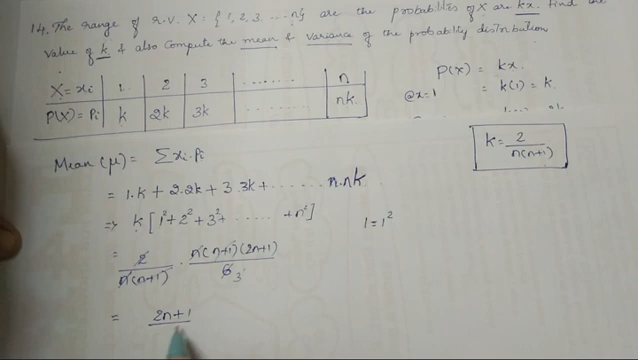 14. The range of r.v. X: {1, 2, 3, ....n} are the probabilities of X are kx. Find the
value of k & also compute the mean & variance of the probability distribution
X=xi 1 2 3 ........ n
P(X)=Pi k 2k 3k ........ nk
P(X) = kx.
@x=1 = k(1) = k.
k = 2/n(n+1)
Mean (μ) = Σxi.Pi
= 1.k + 2.2k + 3.3k + ...... n.nk
⇒ k [1²+2²+3²+ ....... +n²]
1=1²
= 2/n(n+1) . n(n+1)(2n+1)/6 3
= 2n+1